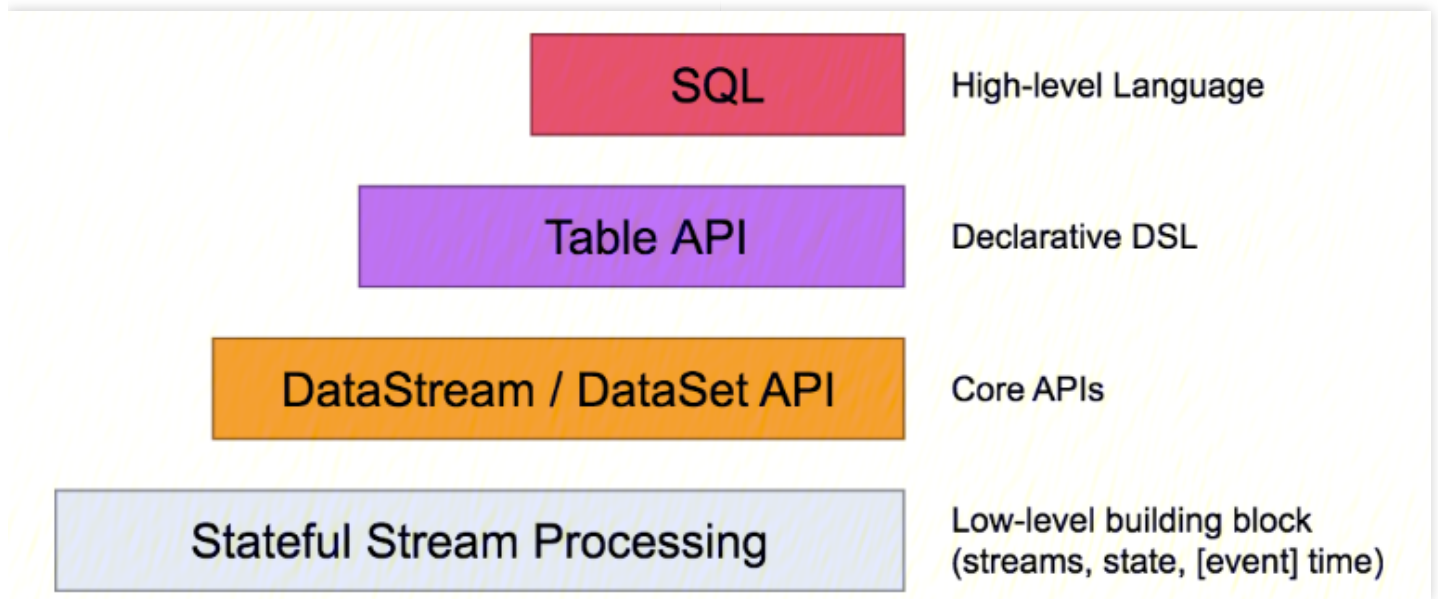 SQL
High-level Language
Table API
Declarative DSL
DataStream / DataSet API
Core APIs
Stateful Stream Processing
Low-level building block
(streams, state, [event] time)